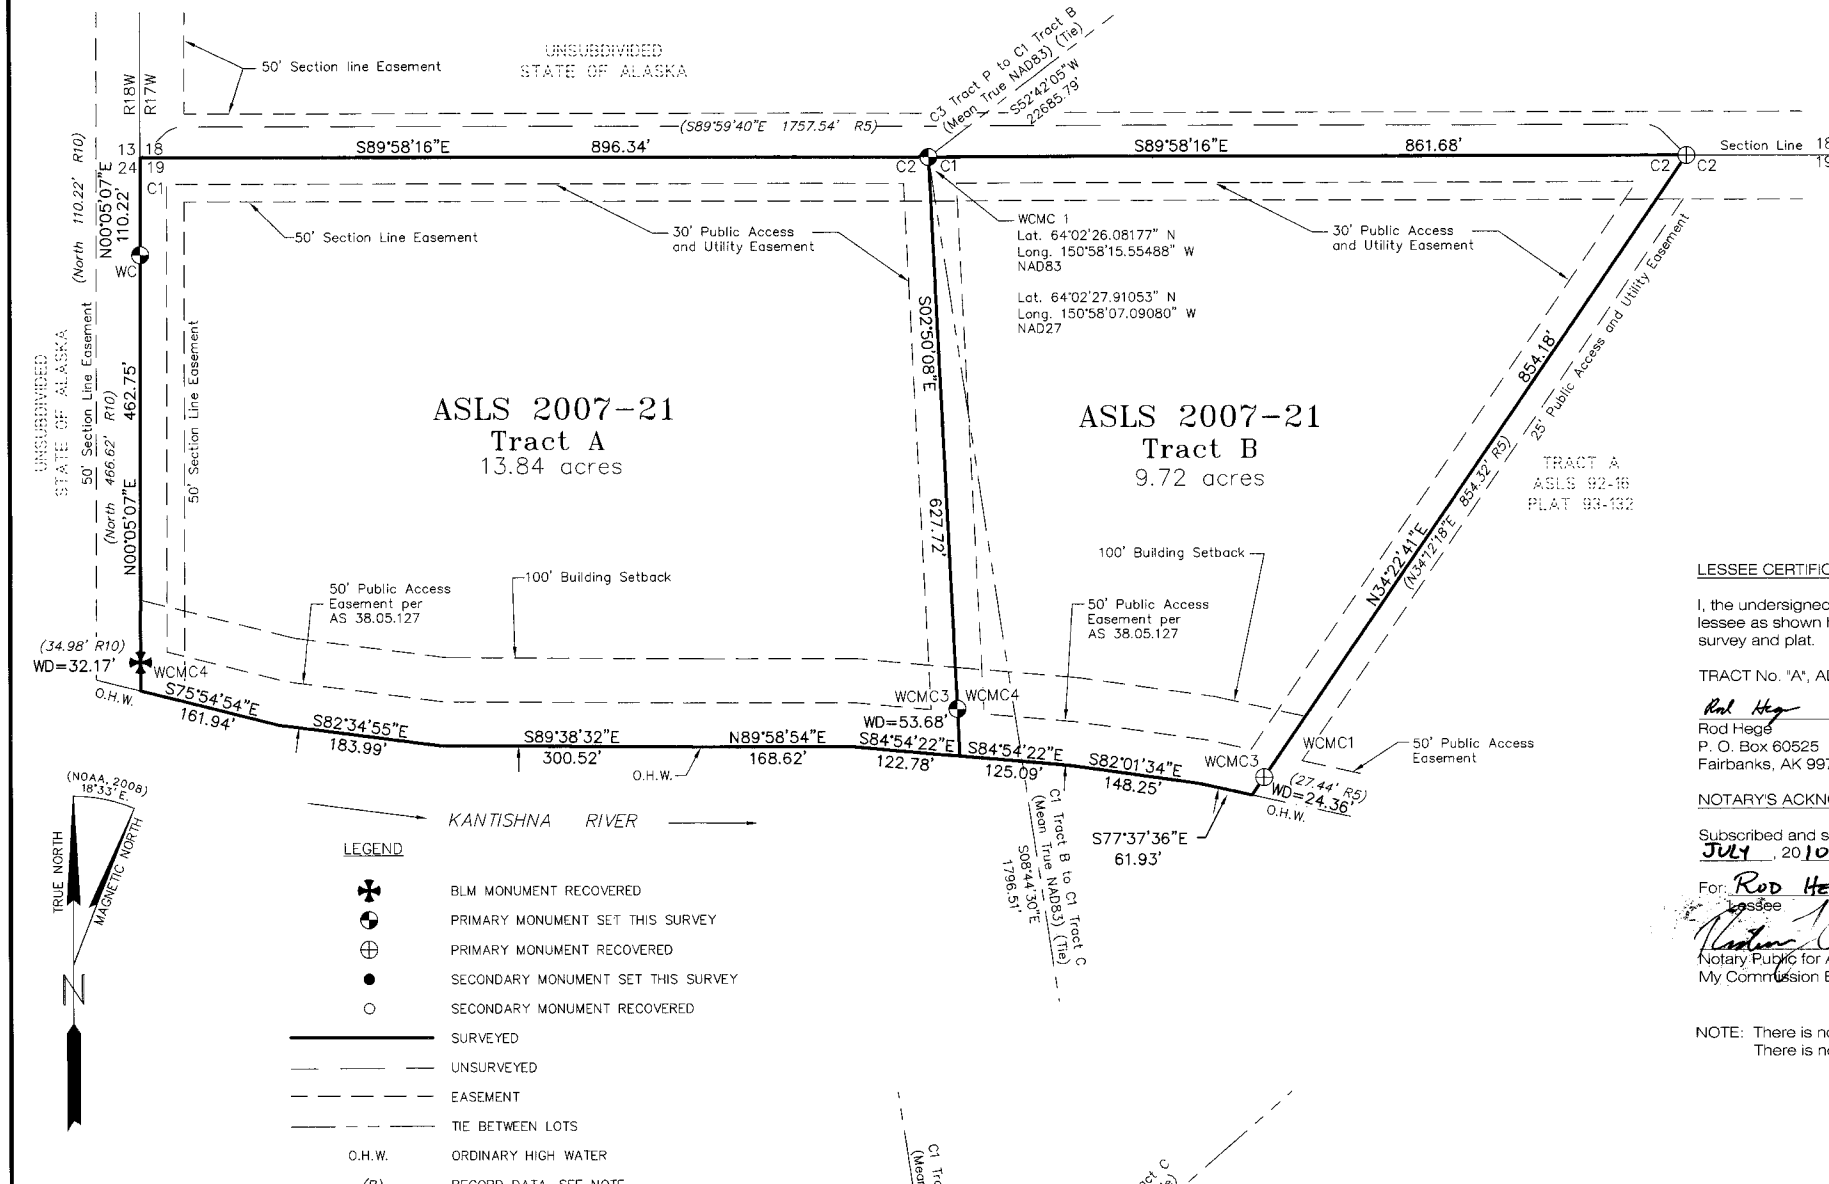 UNSUBDIVIDED
STATE OF ALASKA
50' Section line Easement
R18W
R17W
C3 Tract P to C1 Tract B
(Mean True NAD83) (Tie)
S52°42'05"W
22685.79'
(S89°59'40"E 1757.54' R5)
13 18
24 19
S89°58'16"E
896.34'
S89°58'16"E
861.68'
C1
C2 C1
C2 C2
Section Line
18
19
(North 110.22' R10)
N00°05'07"E
110.22'
WC
50' Section Line Easement
30' Public Access
and Utility Easement
WCMC 1
Lat. 64°02'26.08177" N
Long. 150°58'15.55488" W
NAD83
Lat. 64°02'27.91053" N
Long. 150°58'07.09080" W
NAD27
30' Public Access
and Utility Easement
UNSUBDIVIDED
STATE OF ALASKA
50' Section Line Easement
(North 466.62' R10)
N00°05'07"E
462.75'
50' Section Line Easement
ASLS 2007-21
Tract A
13.84 acres
S02°50'08"E
627.72'
ASLS 2007-21
Tract B
9.72 acres
854.18'
N34°22'41"E
(N34°12'18"E 854.32' R5)
25' Public Access and Utility Easement
TRACT A
ASLS 92-16
PLAT 93-132
50' Public Access
Easement per
AS 38.05.127
100' Building Setback
100' Building Setback
50' Public Access
Easement per
AS 38.05.127
(34.98' R10)
WD=32.17'
WCMC4
O.H.W.
S75°54'54"E
161.94'
S82°34'55"E
183.99'
S89°38'32"E
300.52'
O.H.W.
N89°58'54"E
168.62'
WCMC3 WCMC4
WD=53.68'
S84°54'22"E
122.78'
S84°54'22"E
125.09'
S82°01'34"E
148.25'
WCMC3
WCMC1
50' Public Access
Easement
(27.44' R5)
WD=24.36'
O.H.W.
S77°37'36"E
61.93'
C1 Tract B to C1 Tract C
(Mean True NAD83) (Tie)
S08°44'30"E
1796.51'
KANTISHNA RIVER
(NOAA, 2008)
18°33' E.
TRUE NORTH
MAGNETIC NORTH
N
LEGEND
BLM MONUMENT RECOVERED
PRIMARY MONUMENT SET THIS SURVEY
PRIMARY MONUMENT RECOVERED
SECONDARY MONUMENT SET THIS SURVEY
SECONDARY MONUMENT RECOVERED
SURVEYED
UNSURVEYED
EASEMENT
TIE BETWEEN LOTS
O.H.W. ORDINARY HIGH WATER
(R) RECORD DATA, SEE NOTE
LESSEE CERTIFIC
I, the undersigned
lessee as shown h
survey and plat.
TRACT No. "A", A
Rod Hege
P. O. Box 60525
Fairbanks, AK 997
NOTARY'S ACKN
Subscribed and s
JULY , 2010
For: ROD HE
Lessee
Notary Public for A
My Commission E
NOTE: There is no
There is no
C1 Tra
(Mea
act C
ie)